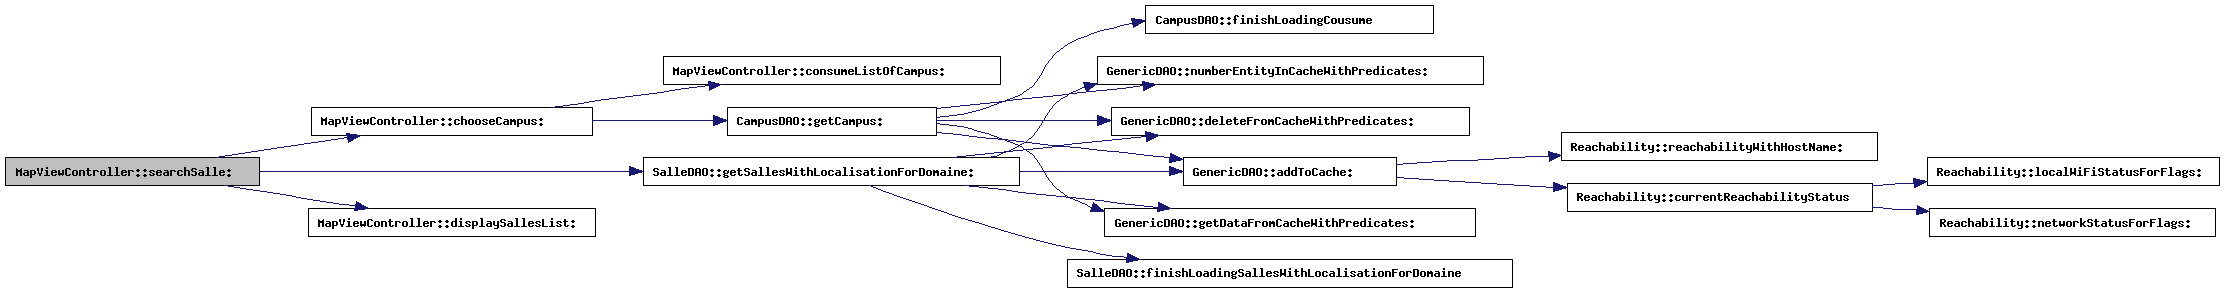 CampusDAO::finishLoadingCousume
MapViewController::consumeListOfCampus:
GenericDAO::numberEntityInCacheWithPredicates:
MapViewController::chooseCampus:
CampusDAO::getCampus:
GenericDAO::deleteFromCacheWithPredicates:
Reachability::reachabilityWithHostName:
MapViewController::searchSalle:
SalleDAO::getSallesWithLocalisationForDomaine:
GenericDAO::addToCache:
Reachability::localWiFiStatusForFlags:
Reachability::currentReachabilityStatus
MapViewController::displaySallesList:
GenericDAO::getDataFromCacheWithPredicates:
Reachability::networkStatusForFlags:
SalleDAO::finishLoadingSallesWithLocalisationForDomaine